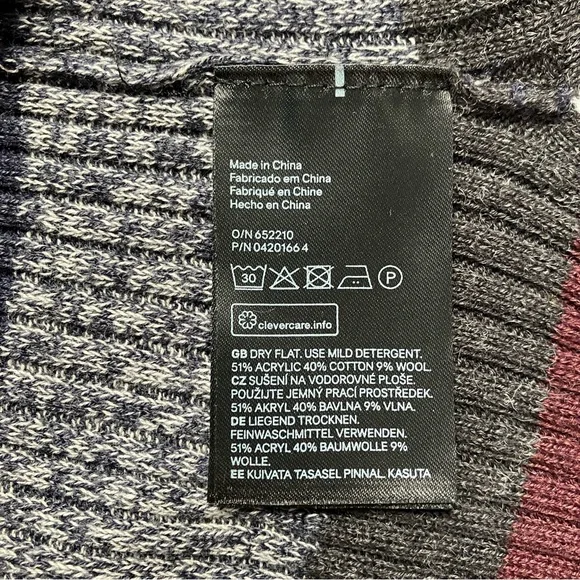 Made in China
Fabricado em China
Fabriqué en Chine
Hecho en China
O/N 652210
P/N 0420166 4
30
P
clevercare.info
GB DRY FLAT. USE MILD DETERGENT.
51% ACRYLIC 40% COTTON 9% WOOL.
CZ SUŠENÍ NA VODOROVNÉ PLOŠE.
POUŽIJTE JEMNÝ PRACÍ PROSTŘEDEK.
51% AKRYL 40% BAVLNA 9% VLNA.
DE LIEGEND TROCKNEN.
FEINWASCHMITTEL VERWENDEN.
51% ACRYL 40% BAUMWOLLE 9%
WOLLE.
EE KUIVATA TASASEL PINNAL. KASUTA